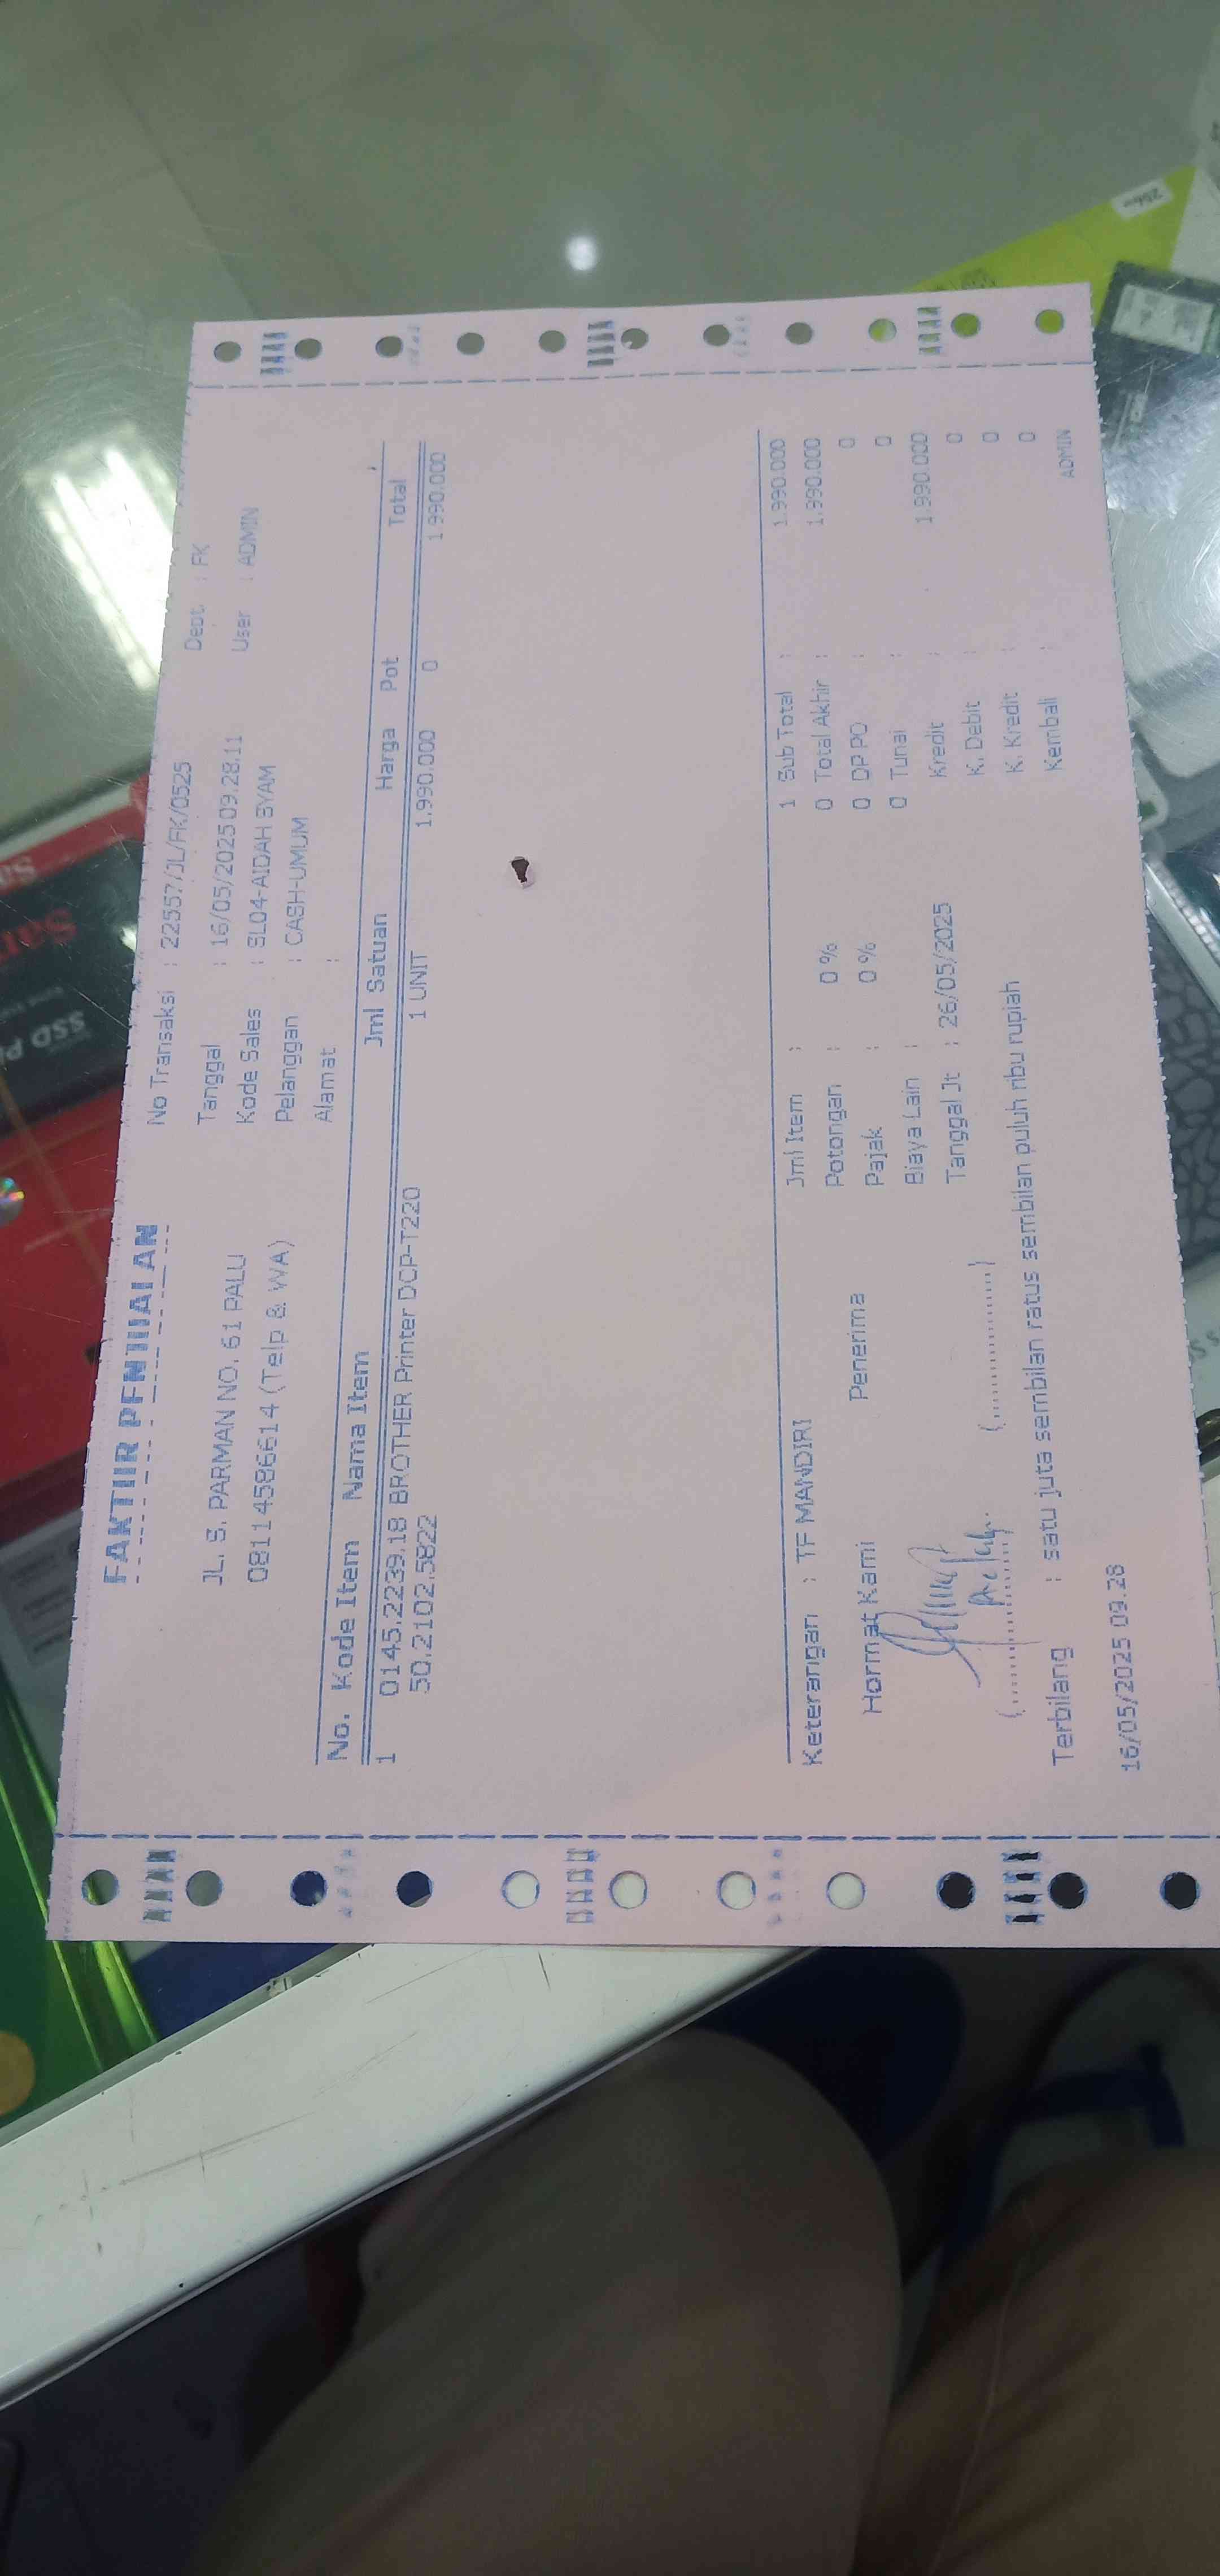 FAKTUR PENJUALAN
JL. S. PARMAN NO. 61 PALU
08114586614 (Telp & WA)
No Transaksi : 22557/JL/FK/0525 Dept. : FK
Tanggal : 16/05/2025 09.28.11 User : ADMIN
Kode Sales : SL04-AIDAH SYAM
Pelanggan : CASH-UMUM
Alamat :
No. Kode Item Nama Item Jml Satuan Harga Pot Total
1 0145.2239.18 BROTHER Printer DCP-T220 1 UNIT 1.990.000 0 1.990.000
50.2102.5822
Keterangan : TF MANDIRI Jml Item : 1 Sub Total : 1.990.000
Potongan : 0 % 0 Total Akhir : 1.990.000
Hormat Kami Penerima Pajak : 0 % 0 DP PO : 0
Biaya Lain : 0 Tunai : 0
Tanggal Jt : 26/05/2025 Kredit : 1.990.000
K. Debit : 0
(..................) (..................) K. Kredit : 0
Terbilang : satu juta sembilan ratus sembilan puluh ribu rupiah Kembali : 0
16/05/2025 09.28 ADMIN
San
SSD